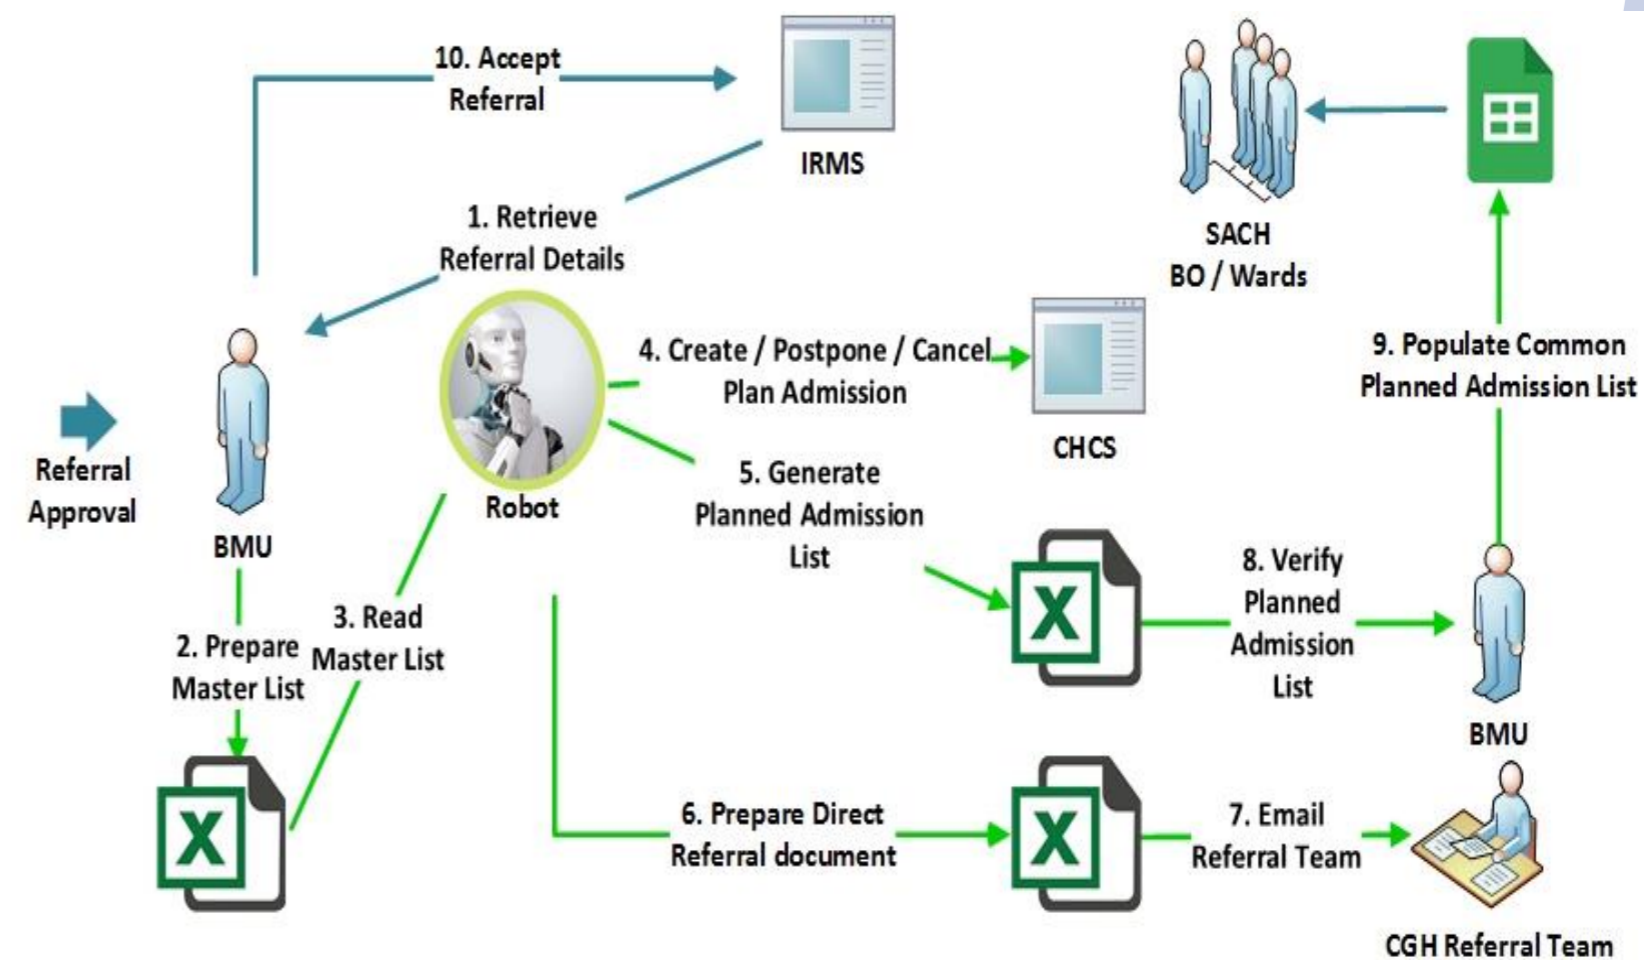 10. Accept
Referral
IRMS
1. Retrieve
Referral Details
SACH
BO / Wards
4. Create / Postpone / Cancel
Plan Admission
CHCS
9. Populate Common
Planned Admission List
Referral
Approval
BMU
Robot
5. Generate
Planned Admission
List
2. Prepare
Master List
3. Read
Master List
X
8. Verify
Planned
Admission
List
BMU
X
6. Prepare Direct
Referral document
X
7. Email
Referral Team
CGH Referral Team